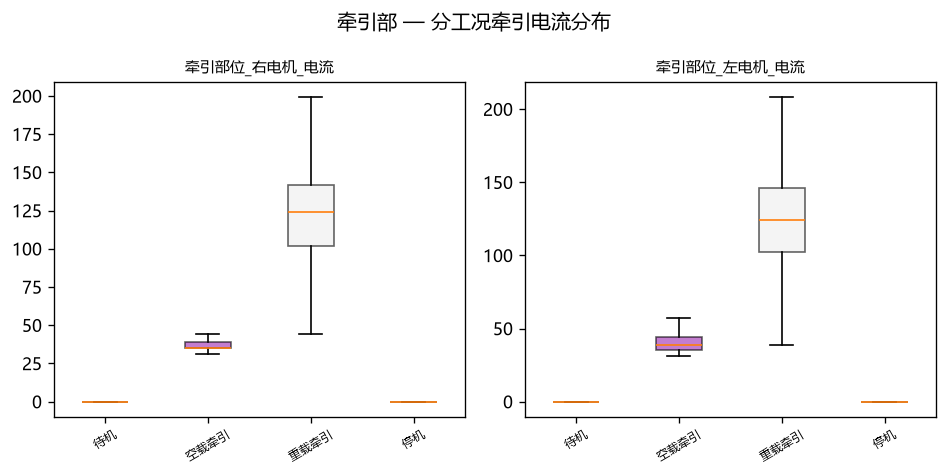 牵引部 — 分工况牵引电流分布
牵引部位_右电机_电流
200
175
150
125
100
75
50
25
0
待机
空载牵引
重载牵引
停机
牵引部位_左电机_电流
200
150
100
50
0
待机
空载牵引
重载牵引
停机